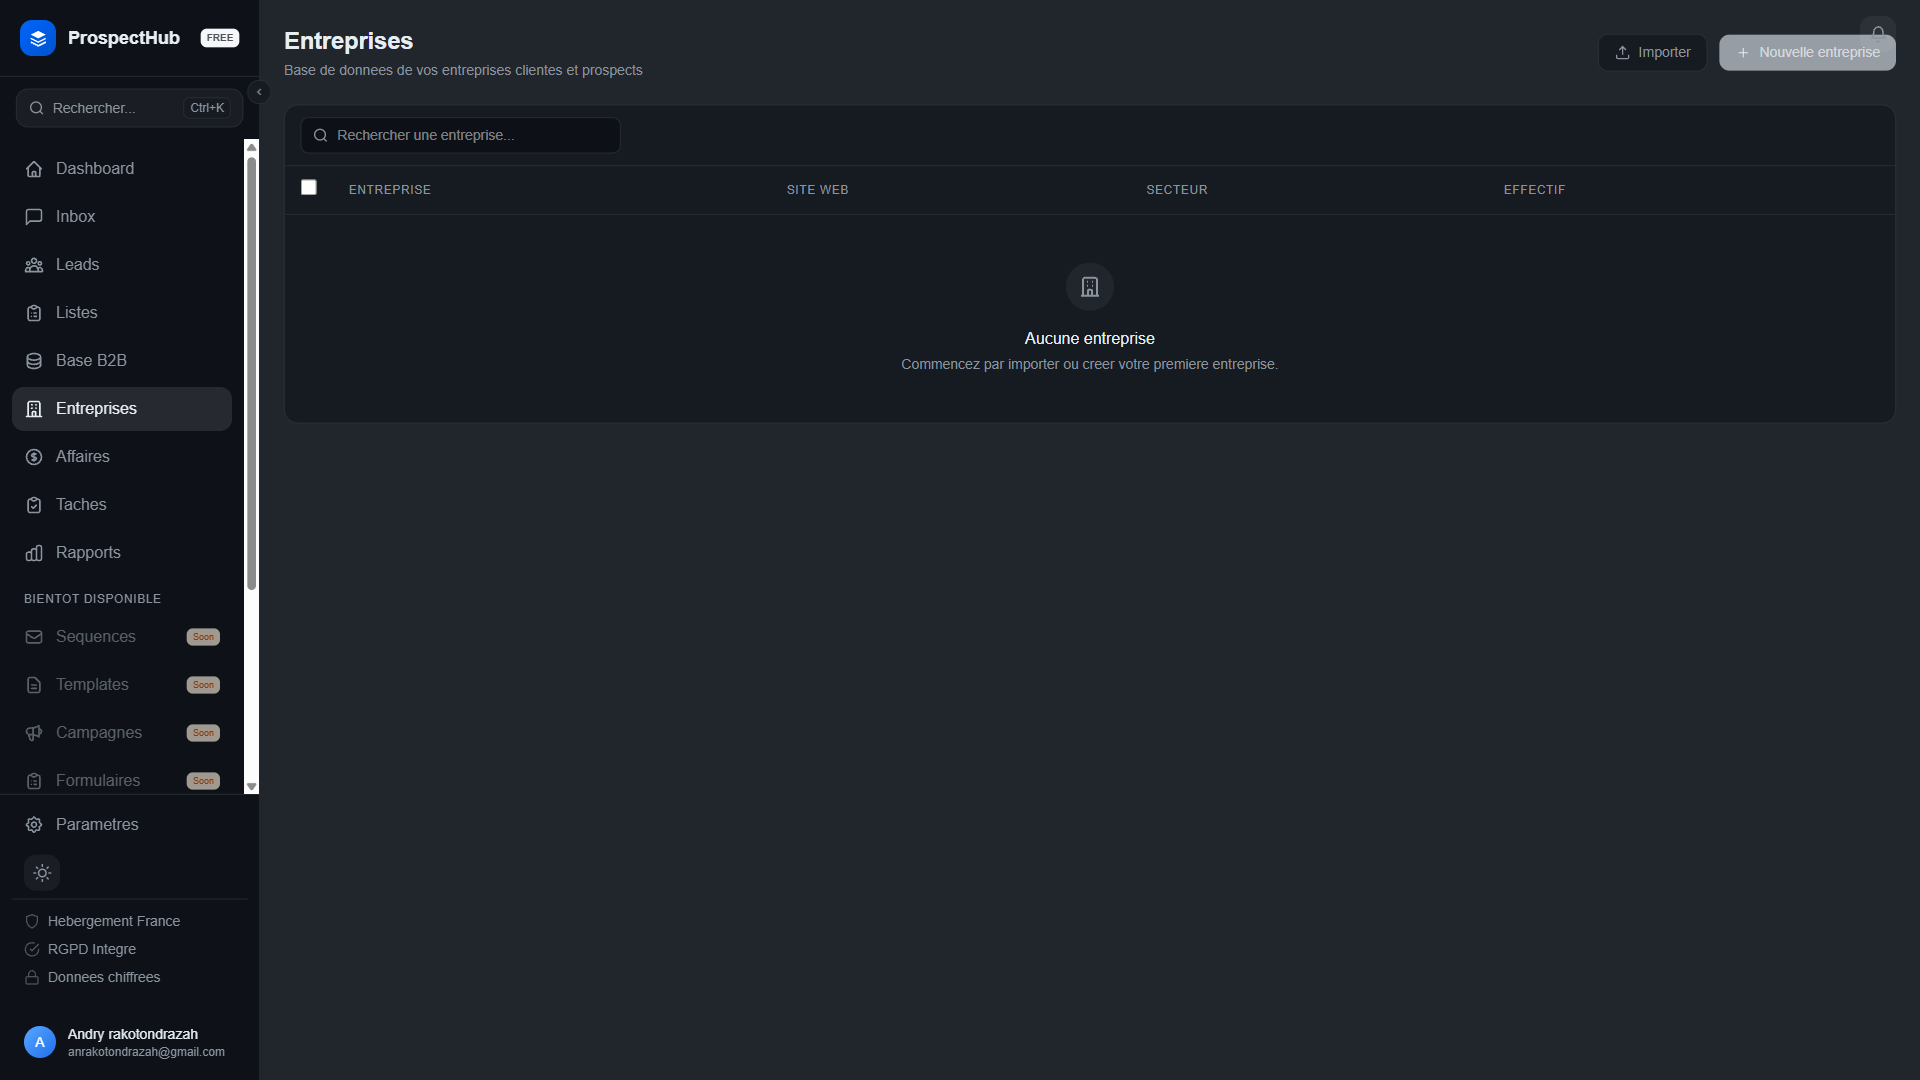 ProspectHub FREE
Rechercher... Ctrl+K
Dashboard
Inbox
Leads
Listes
Base B2B
Entreprises
Affaires
Taches
Rapports
BIENTOT DISPONIBLE
Sequences Soon
Templates Soon
Campagnes Soon
Formulaires Soon
Parametres
Hebergement France
RGPD Integre
Donnees chiffrees
A
Andry rakotondrazah
anrakotondrazah@gmail.com
Entreprises
Base de donnees de vos entreprises clientes et prospects
Importer
Nouvelle entreprise
Rechercher une entreprise...
ENTREPRISE SITE WEB SECTEUR EFFECTIF
Aucune entreprise
Commencez par importer ou creer votre premiere entreprise.